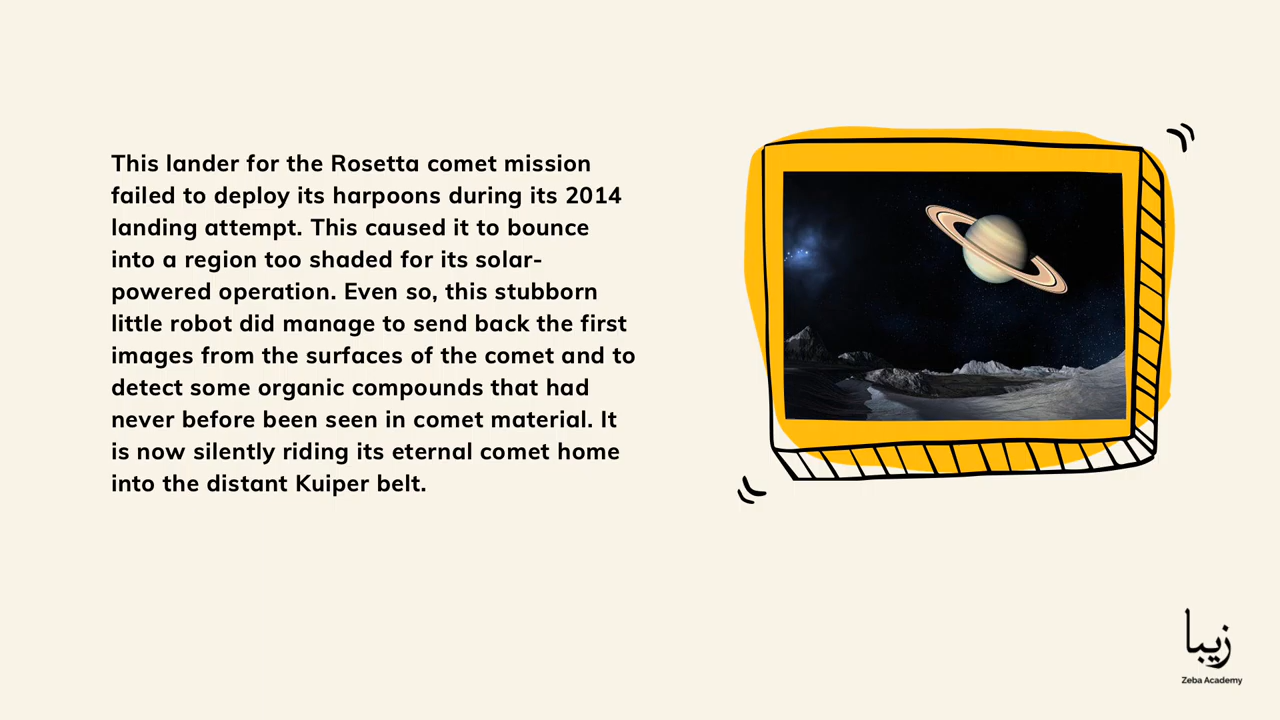 This lander for the Rosetta comet mission
failed to deploy its harpoons during its 2014
landing attempt. This caused it to bounce
into a region too shaded for its solar-
powered operation. Even so, this stubborn
little robot did manage to send back the first
images from the surfaces of the comet and to
detect some organic compounds that had
never before been seen in comet material. It
is now silently riding its eternal comet home
into the distant Kuiper belt.
زيبا
Zeba Academy